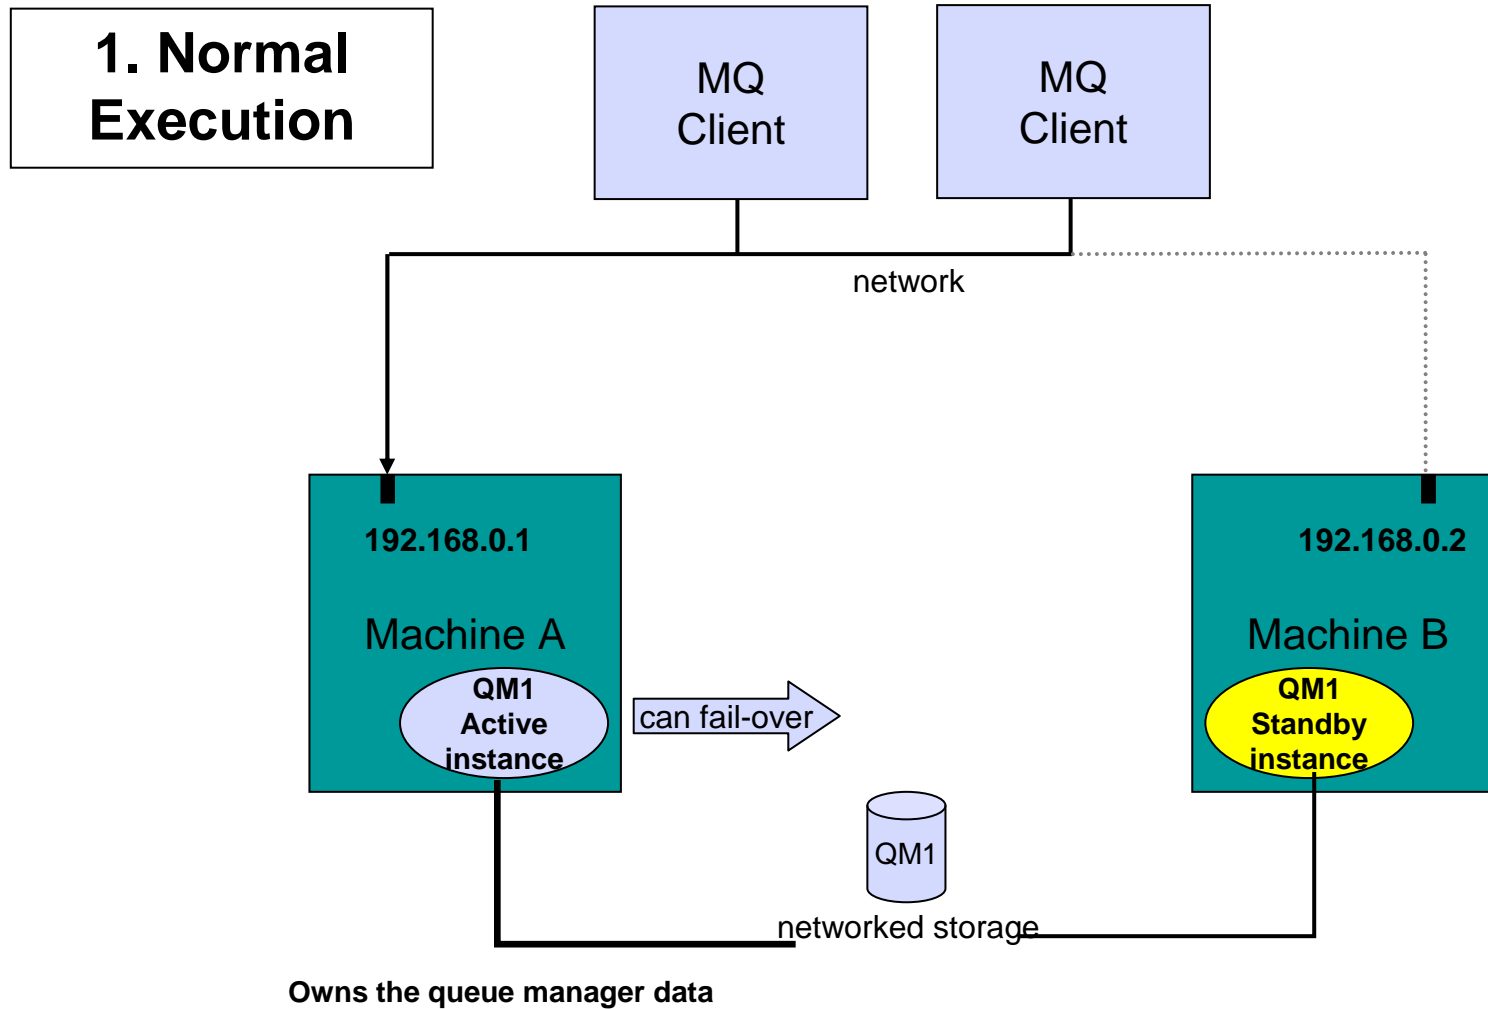 1. Normal
Execution
MQ
Client
MQ
Client
network
192.168.0.1
192.168.0.2
Machine A
Machine B
QM1
Active
instance
can fail-over
QM1
Standby
instance
QM1
networked storage
Owns the queue manager data